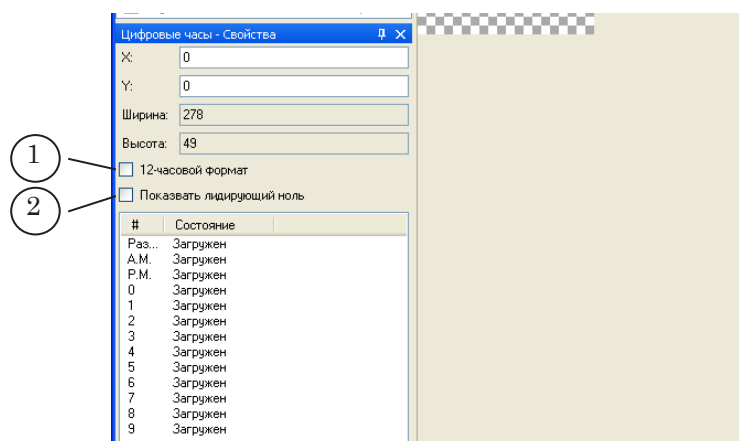 Цифровые часы - Свойства
X: 0
Y: 0
Ширина: 278
Высота: 49
1
12-часовой формат
2
Показвать лидирующий ноль
# Состояние
Раз... Загружен
A.M. Загружен
P.M. Загружен
0 Загружен
1 Загружен
2 Загружен
3 Загружен
4 Загружен
5 Загружен
6 Загружен
7 Загружен
8 Загружен
9 Загружен